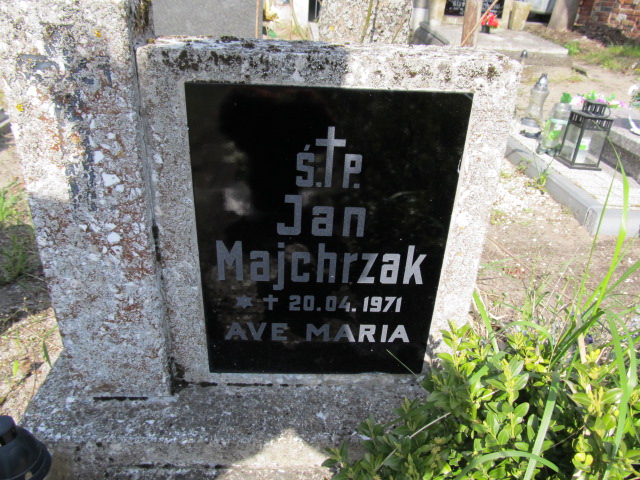 Ś.✝P.
Jan
Majchrzak
* ✝ 20.04.1971
AVE MARIA